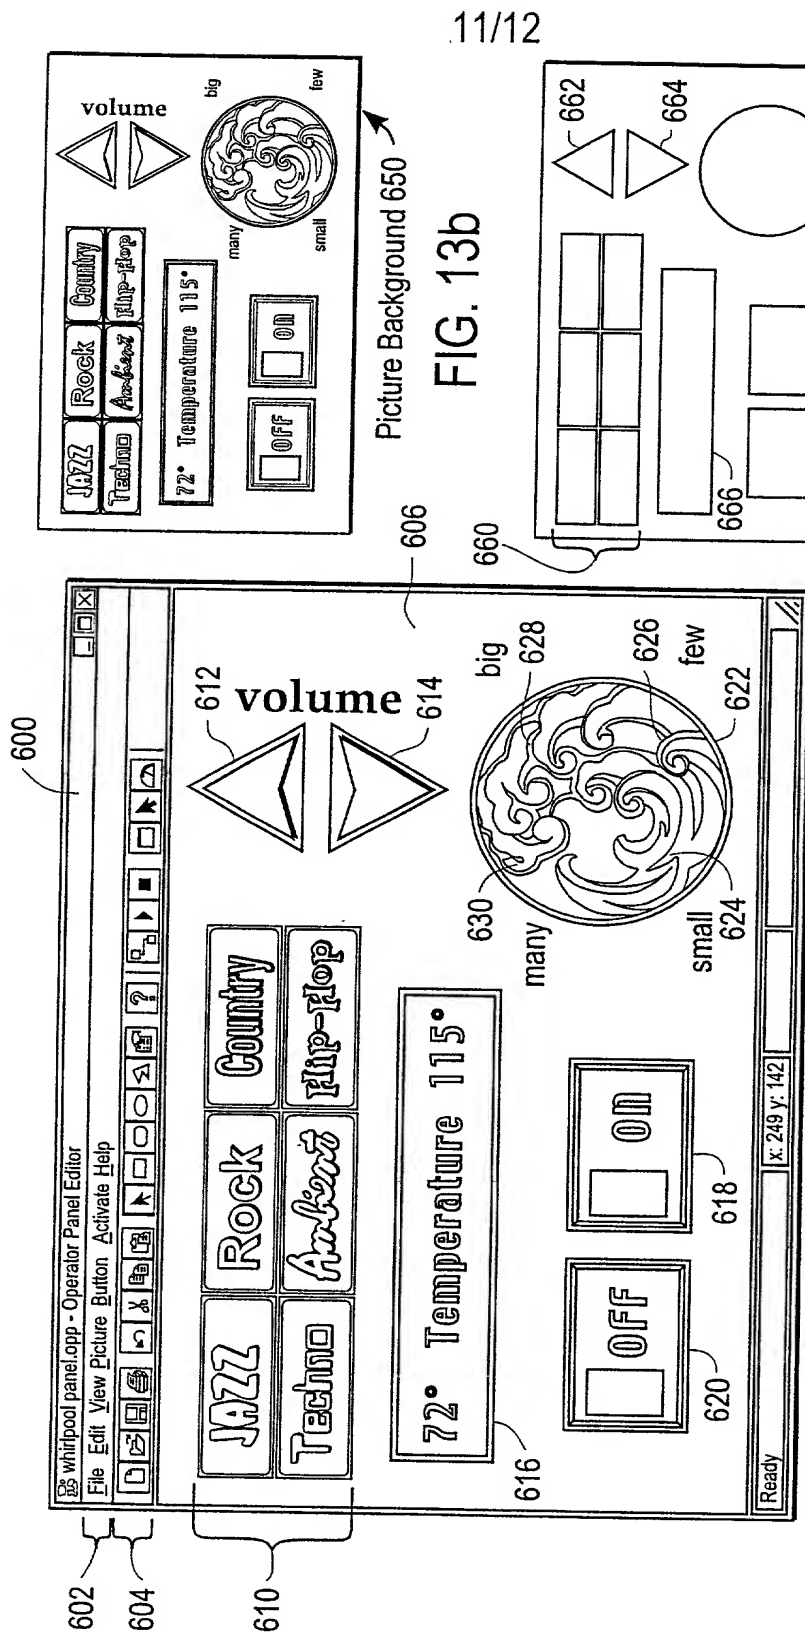 11/12
600
whirlpool panel.opp - Operator Panel Editor
File Edit View Picture Button Activate Help
602
604
?
610
JAZZ Rock Country
Techno Ambient Hip-Hop
612
volume
614
606
72° Temperature 115°
616
many
big
628
630
626
few
622
small
624
OFF
on
620
618
Ready
x: 249 y: 142
JAZZ Rock Country
Techno Ambient Hip-Hop
volume
72° Temperature 115°
many
big
small
few
OFF
on
Picture Background 650
FIG. 13b
660
662
664
666